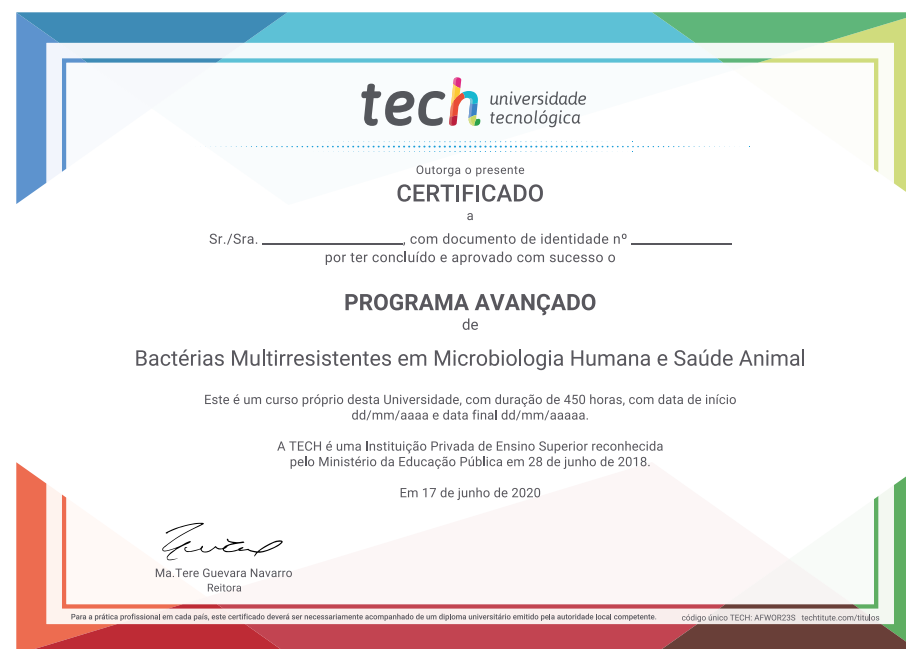 tech universidade
tecnológica
Outorga o presente
CERTIFICADO
a
Sr./Sra. ____________________, com documento de identidade nº ______________
por ter concluído e aprovado com sucesso o
PROGRAMA AVANÇADO
de
Bactérias Multirresistentes em Microbiologia Humana e Saúde Animal
Este é um curso próprio desta Universidade, com duração de 450 horas, com data de início
dd/mm/aaaa e data final dd/mm/aaaaa.
A TECH é uma Instituição Privada de Ensino Superior reconhecida
pelo Ministério da Educação Pública em 28 de junho de 2018.
Em 17 de junho de 2020
Ma.Tere Guevara Navarro
Reitora
Para a prática profissional em cada país, este certificado deverá ser necessariamente acompanhado de um diploma universitário emitido pela autoridade local competente.
código único TECH: AFWOR23S techtitute.com/titulos